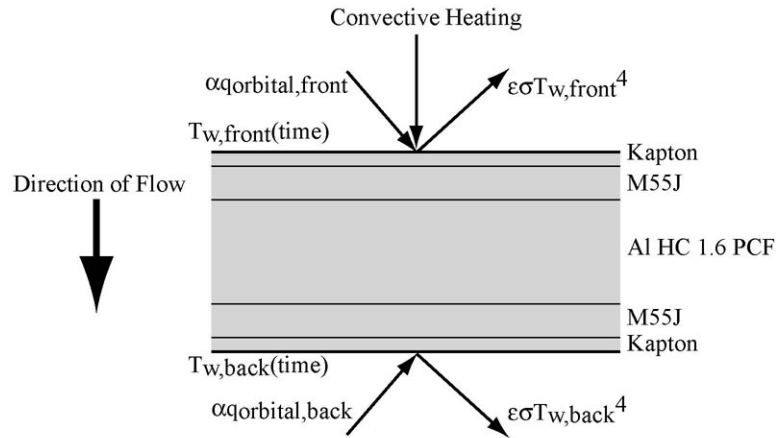 Convective Heating
αqorbital,front
εσTw,front4
Tw,front(time)
Kapton
M55J
Direction of Flow
Al HC 1.6 PCF
M55J
Kapton
Tw,back(time)
αqorbital,back
εσTw,back4